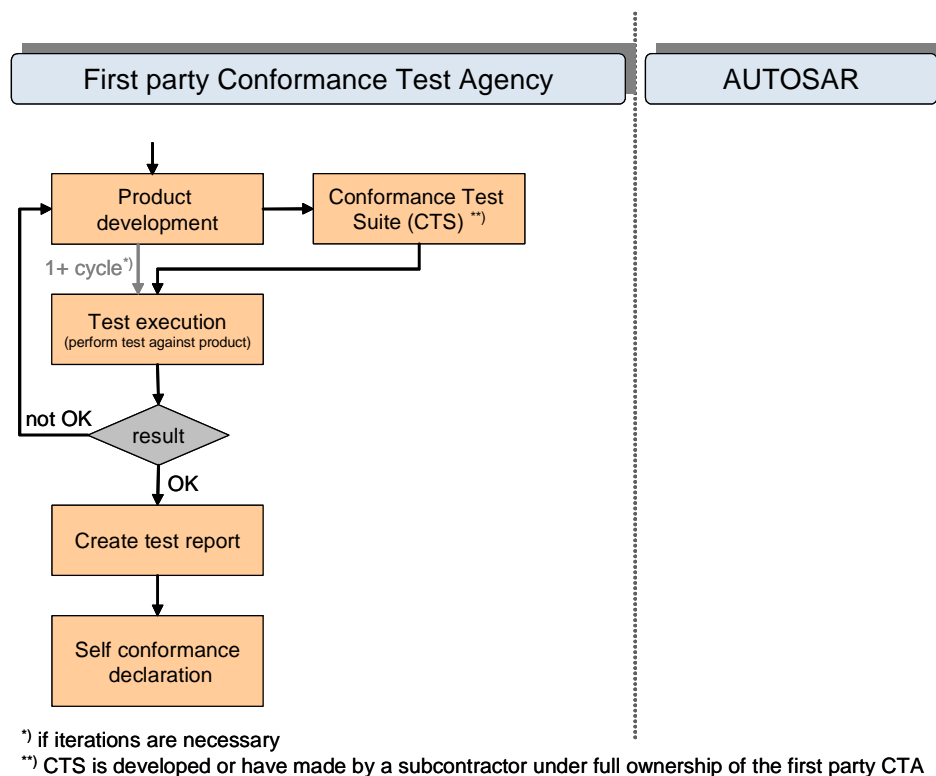 First party Conformance Test Agency
AUTOSAR
Product
development
Conformance Test
Suite (CTS) **)
1+ cycle*)
Test execution
(perform test against product)
not OK
result
OK
Create test report
Self conformance
declaration
*) if iterations are necessary
**) CTS is developed or have made by a subcontractor under full ownership of the first party CTA